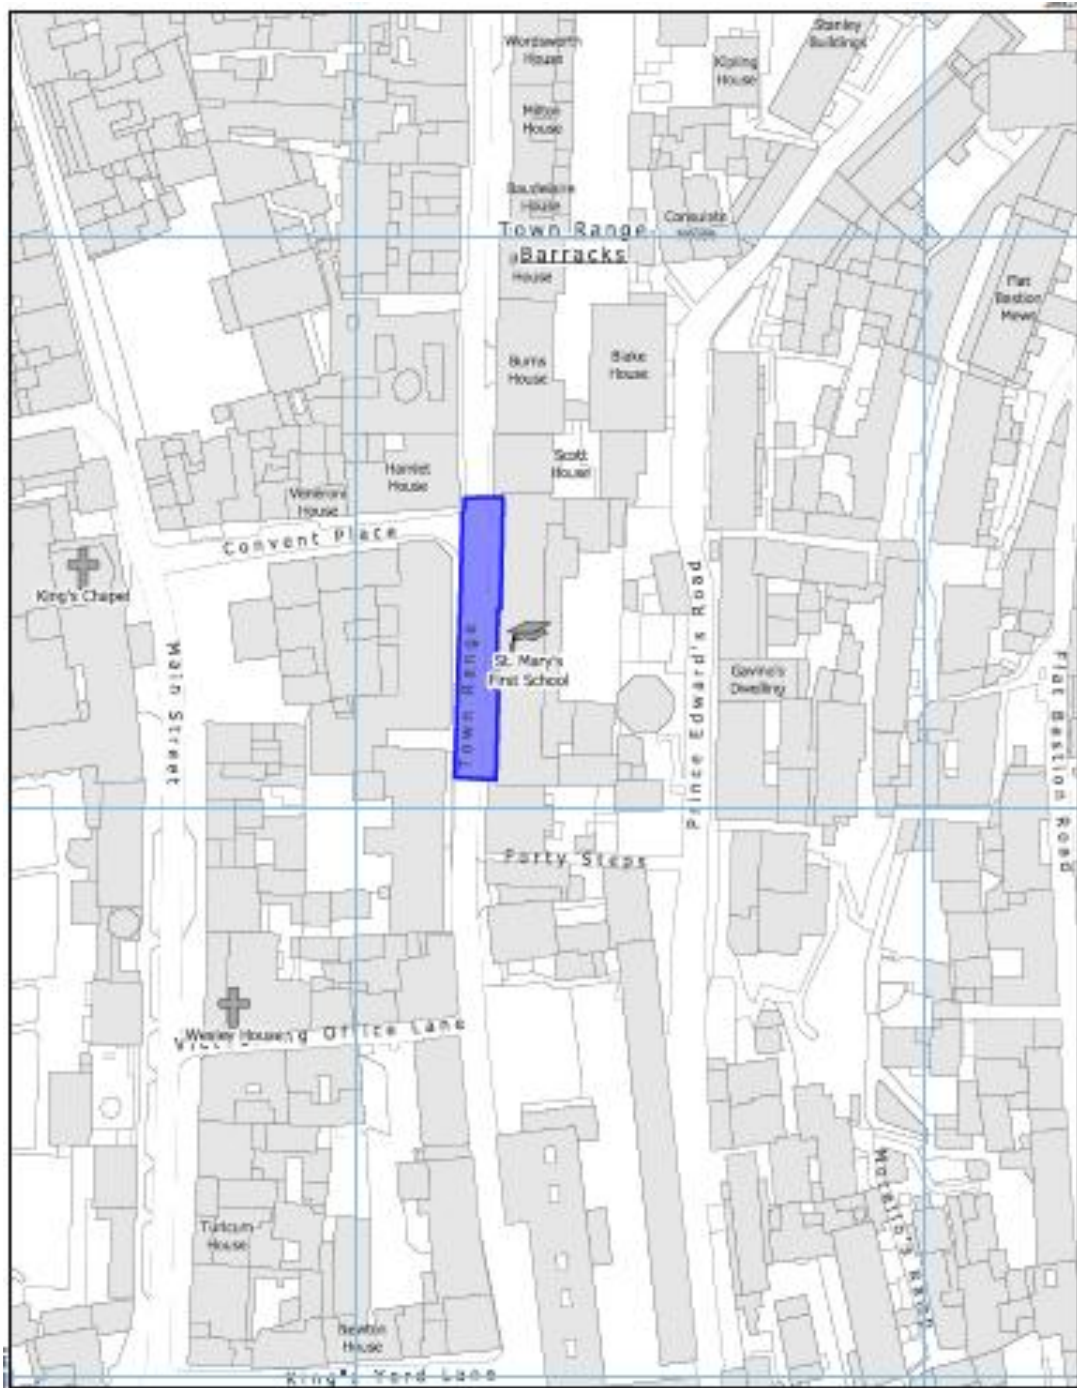 Stanley
Buildings
Wordsworth
House
Kipling
House
Milton
House
Baudelaire
House
Consulate
Town Range
Barracks
House
Flat
Bastion
Mews
Burns
House
Blake
House
Scott
House
Harriet
House
House
Convent Place
King's Chapel
Town Range
St. Mary's
First School
Main Street
Prince Edward's Road
Gavino's
Dwelling
Flat Bastion Road
Forty Steps
Wesley House
Office Lane
House
Newton
House
King's Yard Lane